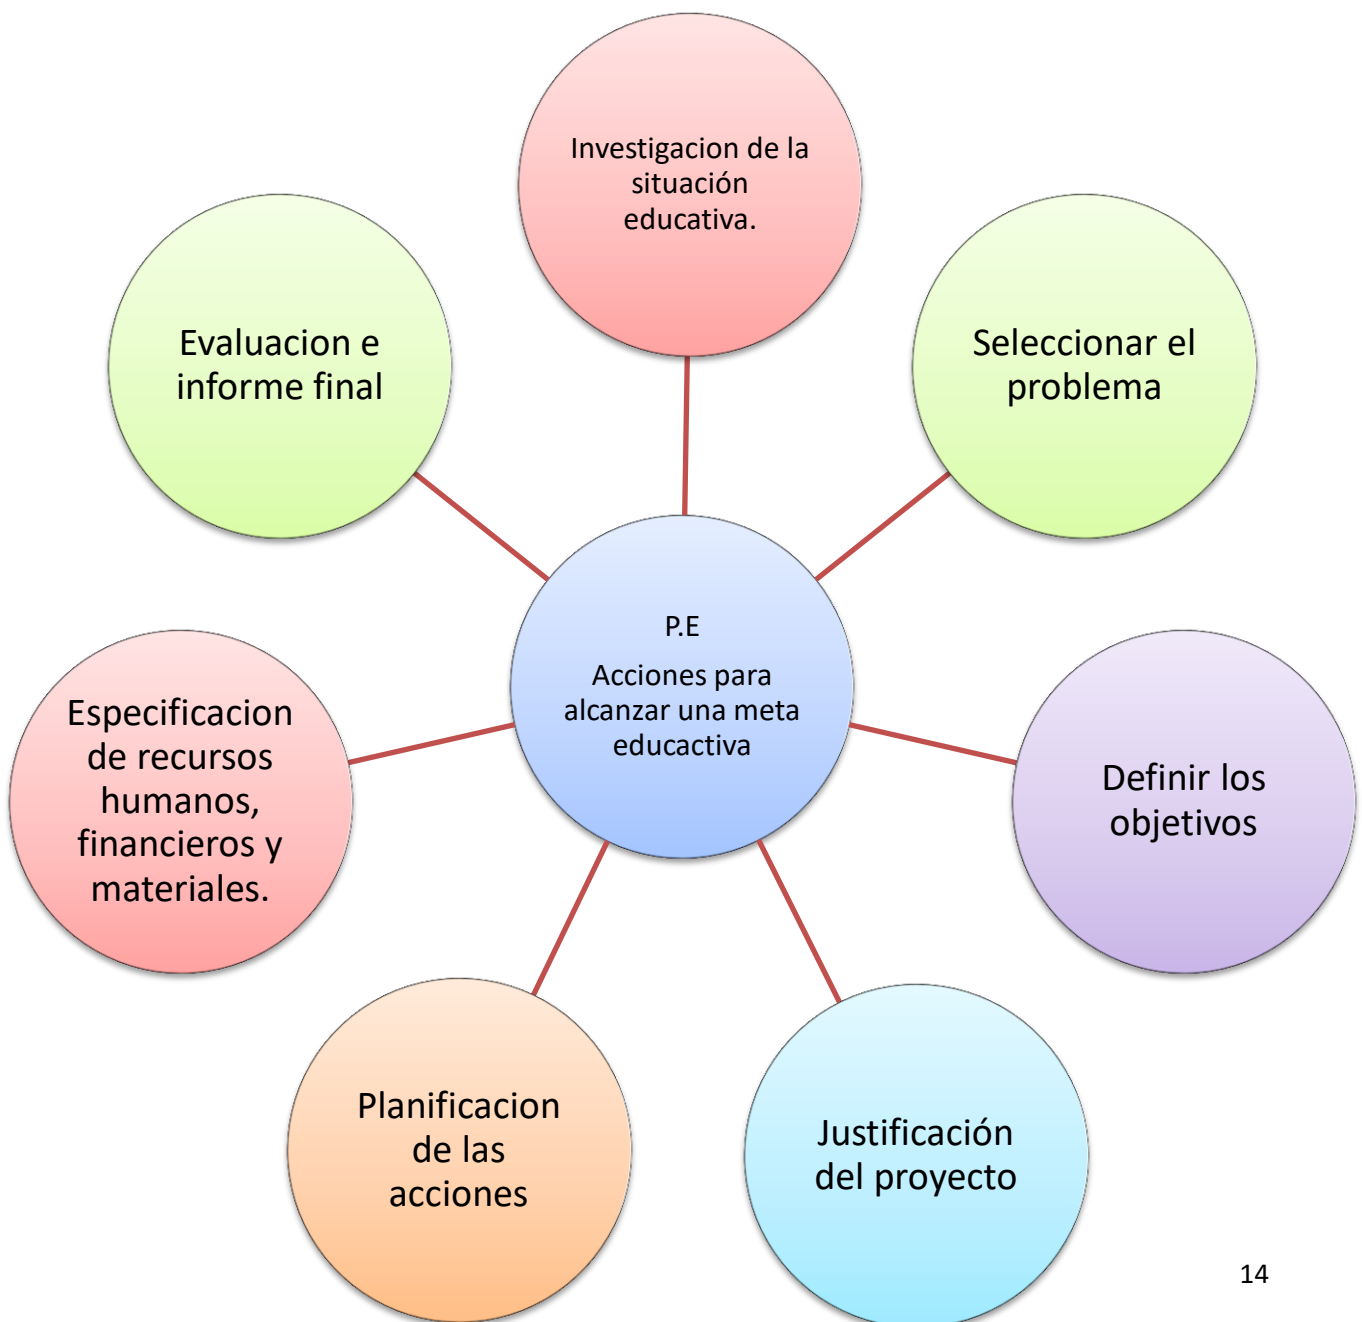 Investigacion de la
situación
educativa.
Seleccionar el
problema
Definir los
objetivos
Justificación
del proyecto
Planificacion
de las
acciones
Especificacion
de recursos
humanos,
financieros y
materiales.
Evaluacion e
informe final
P.E
Acciones para
alcanzar una meta
educactiva
14